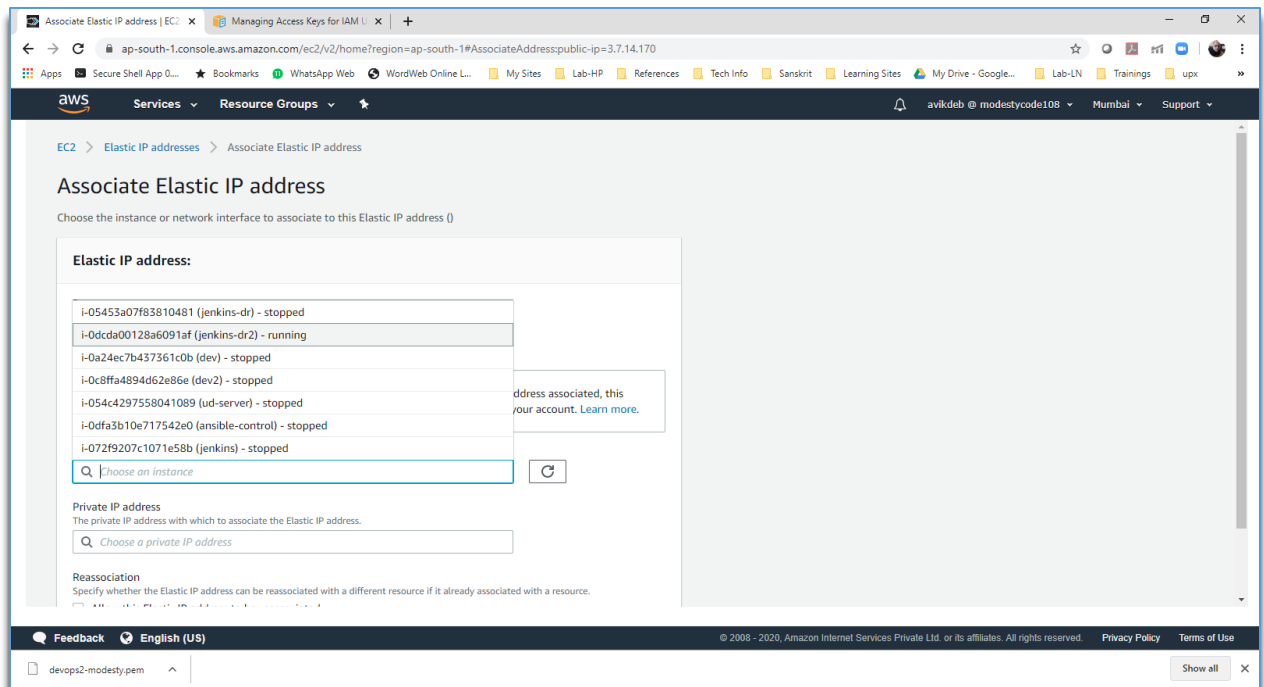 Associate Elastic IP address | EC2
Managing Access Keys for IAM U
ap-south-1.console.aws.amazon.com/ec2/v2/home?region=ap-south-1#AssociateAddress:public-ip=3.7.14.170
Apps Secure Shell App 0.... Bookmarks WhatsApp Web WordWeb Online L... My Sites Lab-HP References Tech Info Sanskrit Learning Sites My Drive - Google... Lab-LN Trainings upx »
aws Services Resource Groups avikdeb @ modestycode108 Mumbai Support
EC2 > Elastic IP addresses > Associate Elastic IP address
Associate Elastic IP address
Choose the instance or network interface to associate to this Elastic IP address ()
Elastic IP address:
i-05453a07f83810481 (jenkins-dr) - stopped
i-0dcda00128a6091af (jenkins-dr2) - running
i-0a24ec7b437361c0b (dev) - stopped
i-0c8ffa4894d62e86e (dev2) - stopped
ddress associated, this
i-054c4297558041089 (ud-server) - stopped
your account. Learn more.
i-0dfa3b10e717542e0 (ansible-control) - stopped
i-072f9207c1071e58b (jenkins) - stopped
Choose an instance
Private IP address
The private IP address with which to associate the Elastic IP address.
Choose a private IP address
Reassociation
Specify whether the Elastic IP address can be reassociated with a different resource if it already associated with a resource.
Feedback English (US) © 2008 - 2020, Amazon Internet Services Private Ltd. or its affiliates. All rights reserved. Privacy Policy Terms of Use
devops2-modesty.pem Show all